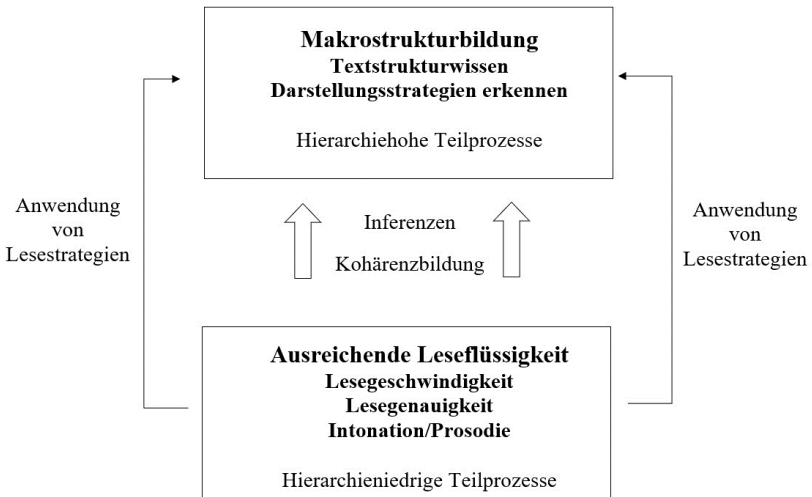 Makrostrukturbildung
Textstrukturwissen
Darstellungsstrategien erkennen
Hierarchiehohe Teilprozesse
Anwendung
von
Lesestrategien
Inferenzen
Kohärenzbildung
Anwendung
von
Lesestrategien
Ausreichende Leseflüssigkeit
Lesegeschwindigkeit
Lesegenauigkeit
Intonation/Prosodie
Hierarchieniedrige Teilprozesse